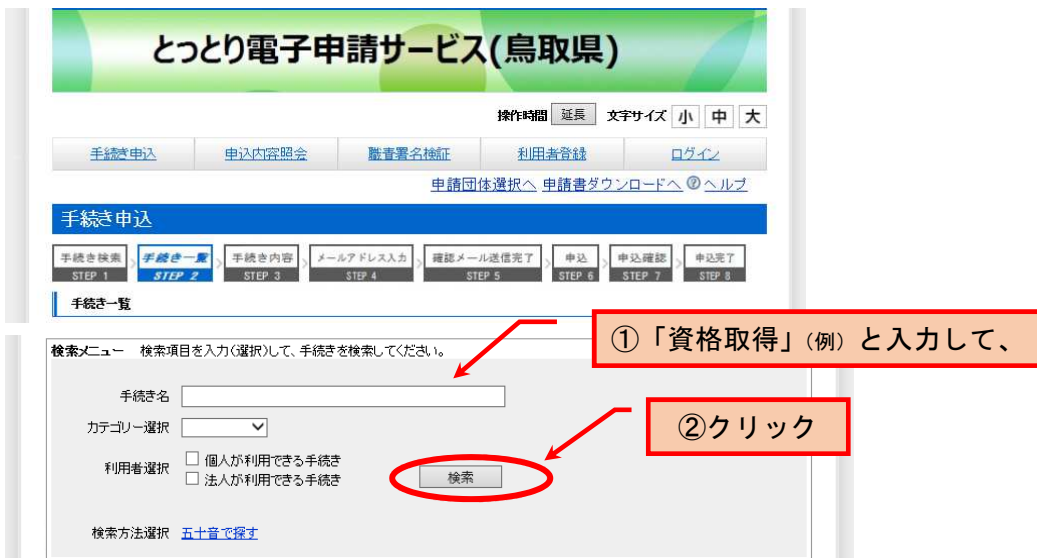 とっとり電子申請サービス(鳥取県)
操作時間 延長 文字サイズ 小 中 大
手続き申込 申込内容照会 職責署名検証 利用者登録 ログイン
申請団体選択へ 申請書ダウンロードへ ? ヘルプ
手続き申込
手続き検索 手続き一覧 手続き内容 メールアドレス入力 確認メール送信完了 申込 申込確認 申込完了
STEP 1 STEP 2 STEP 3 STEP 4 STEP 5 STEP 6 STEP 7 STEP 8
手続き一覧
①「資格取得」(例)と入力して、
検索メニュー 検索項目を入力(選択)して、手続きを検索してください。
手続き名
カテゴリー選択
②クリック
利用者選択 個人が利用できる手続き
法人が利用できる手続き
検索
検索方法選択 五十音で探す